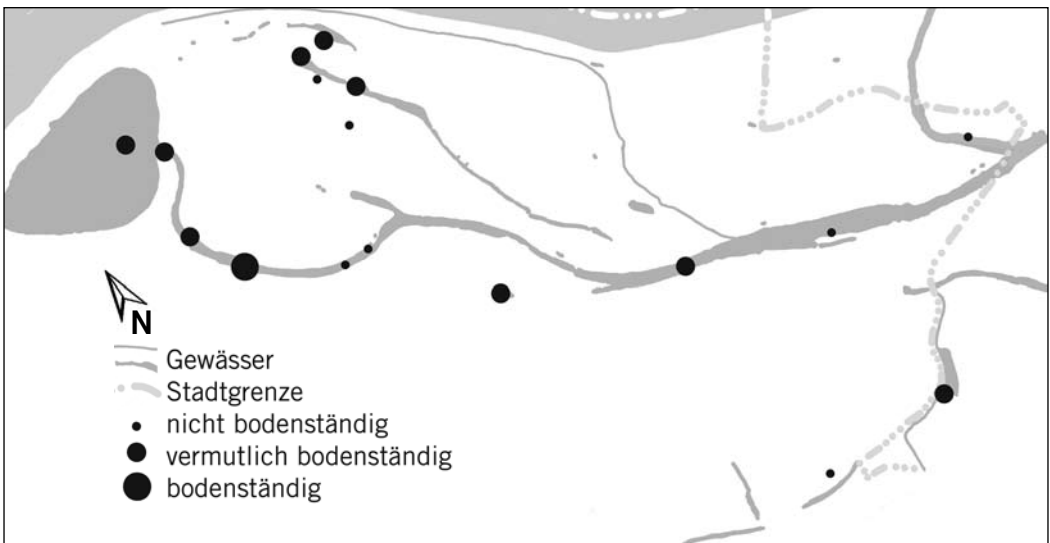 N
Gewässer
Stadtgrenze
nicht bodenständig
vermutlich bodenständig
bodenständig